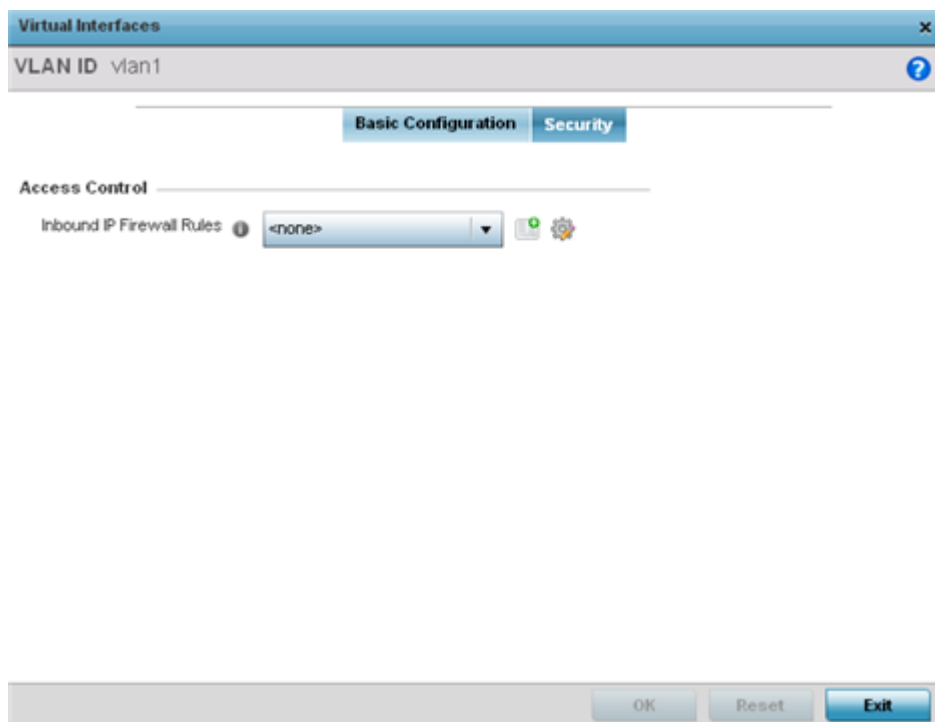 Virtual Interfaces ×
VLAN ID vlan1 ?
Basic Configuration Security
Access Control
Inbound IP Firewall Rules i <none>
OK Reset Exit